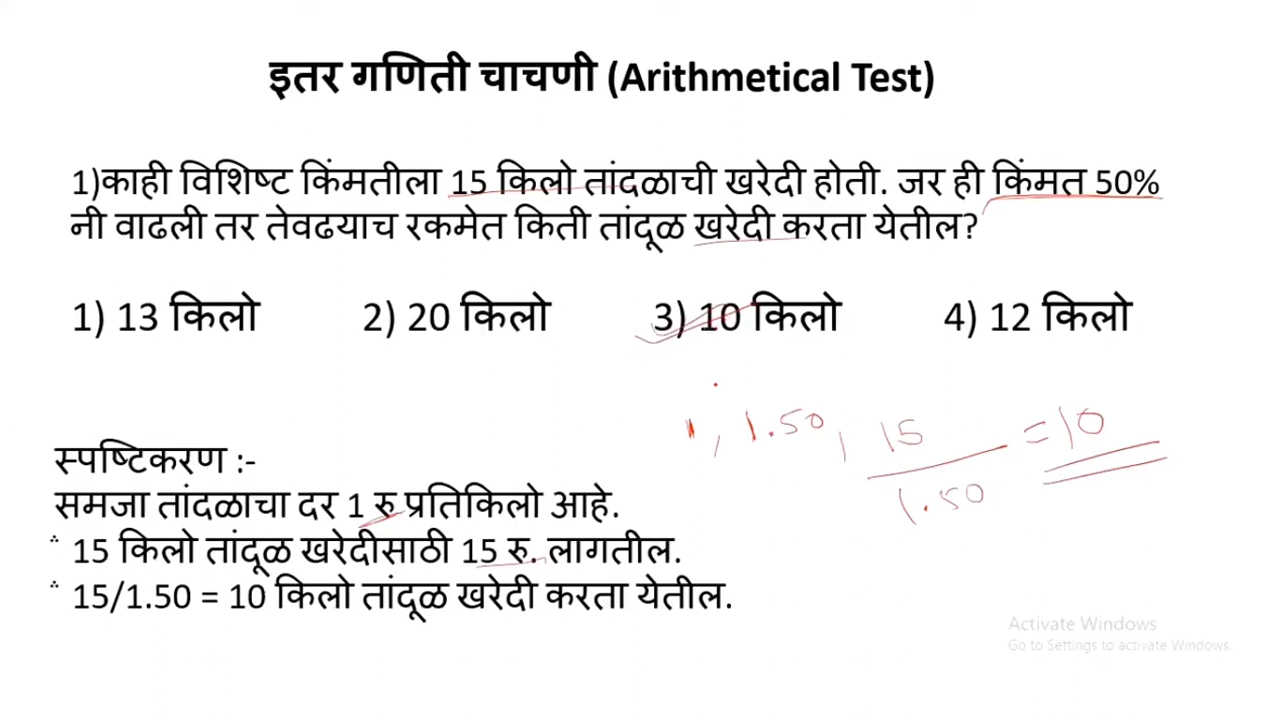 इतर गणिती चाचणी (Arithmetical Test)
1)काही विशिष्ट किंमतीला 15 किलो तांदळाची खरेदी होती. जर ही किंमत 50%
नी वाढली तर तेवढयाच रकमेत किती तांदूळ खरेदी करता येतील?
1) 13 किलो 2) 20 किलो 3) 10 किलो 4) 12 किलो
1, 1.50, 15 = 10
1.50
स्पष्टिकरण :-
समजा तांदळाचा दर 1 रु प्रतिकिलो आहे.
∴ 15 किलो तांदूळ खरेदीसाठी 15 रु. लागतील.
∴ 15/1.50 = 10 किलो तांदूळ खरेदी करता येतील.
Activate Windows
Go to Settings to activate Windows.